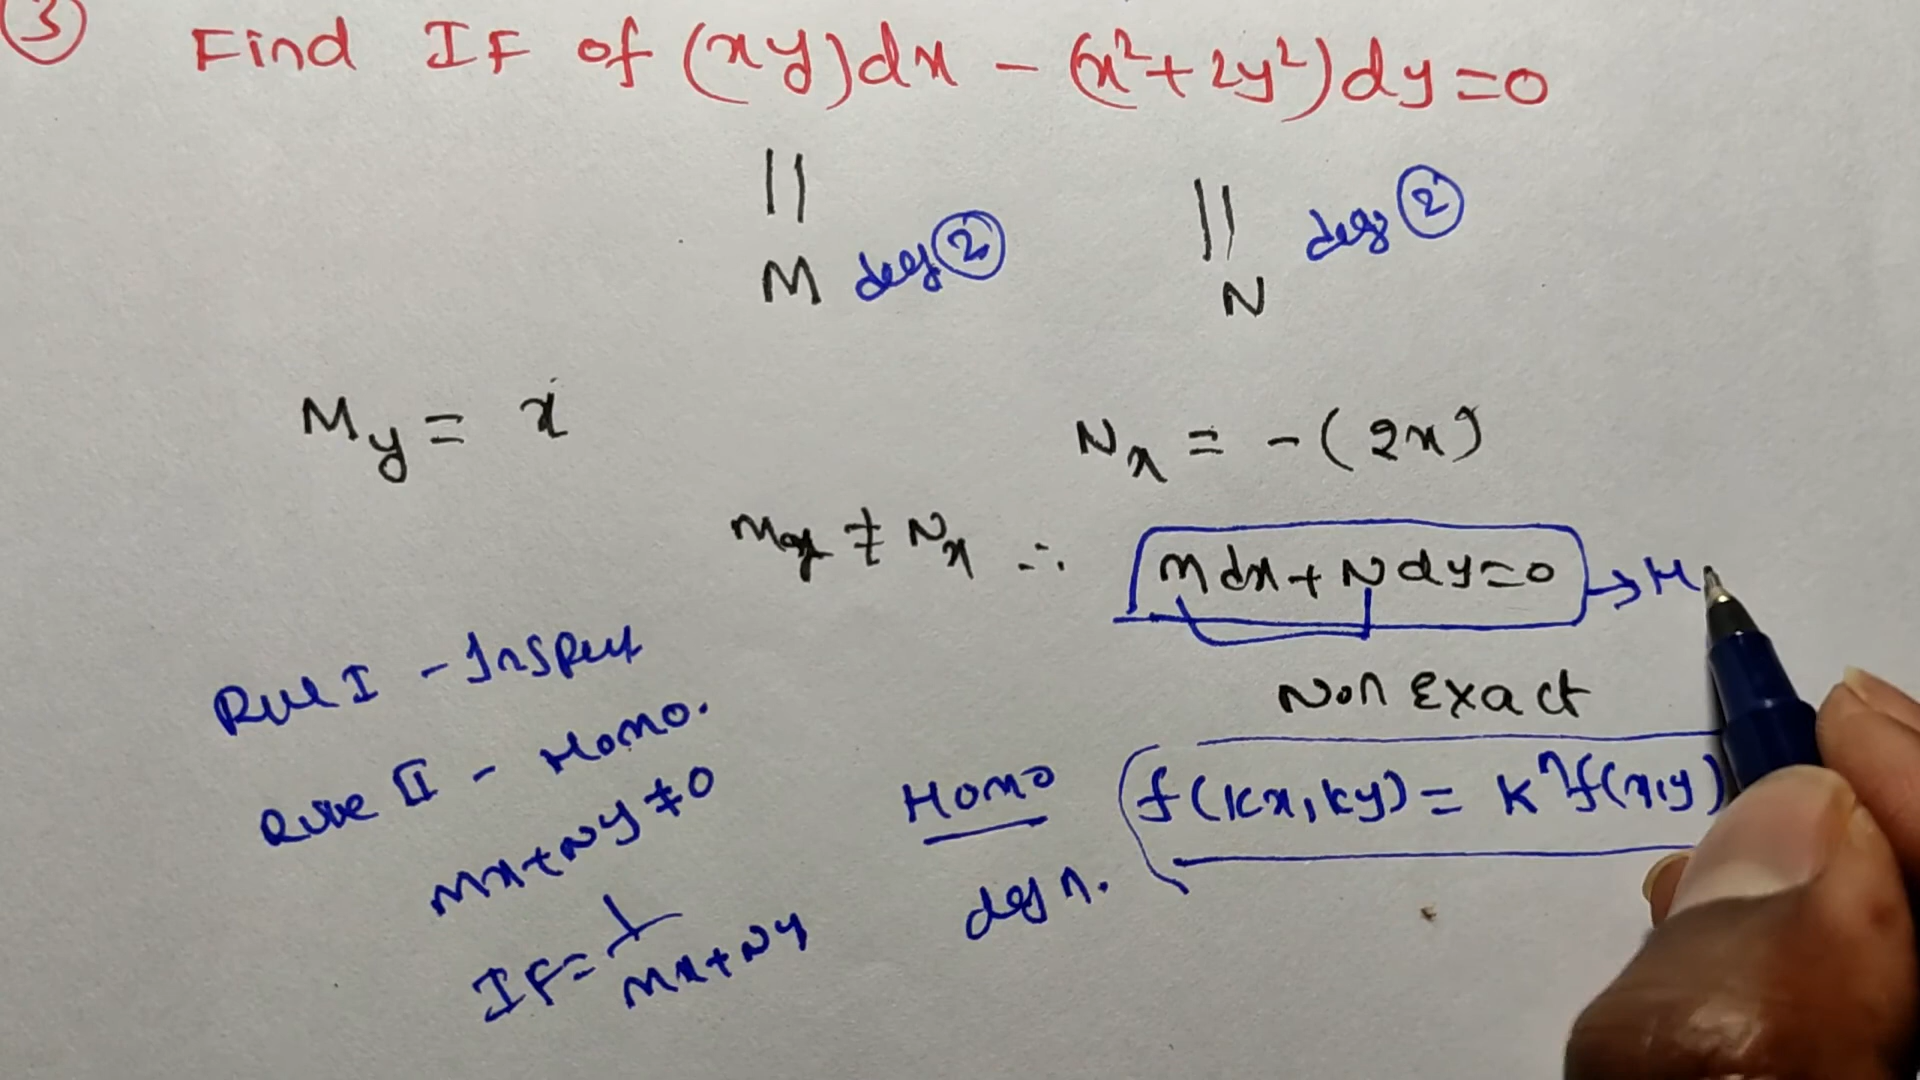 ③ Find IF of (xy)dx - (x²+2y²)dy=0
|| ||
M deg ② N deg ②
My = x Nx = -(2x)
My ≠ Nx ∴ Mdx+Ndy=0 → H
Rule I - Inspect
Non Exact
Rule II - Homo.
Mx+Ny≠0
Homo f(kx,ky) = kⁿf(x,y)
deg n.
IF = 1/Mx+Ny